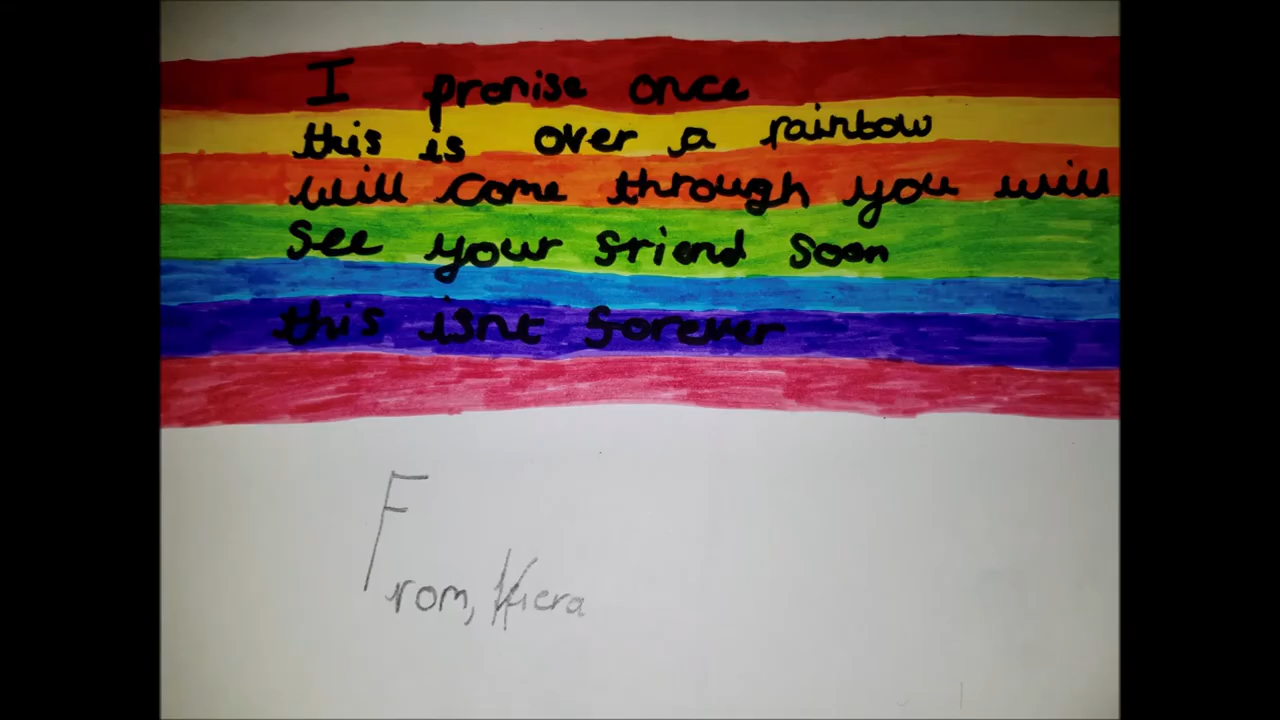 I promise once
this is over a rainbow
will come through you will
see your friend soon
this isnt forever
From, Kiera